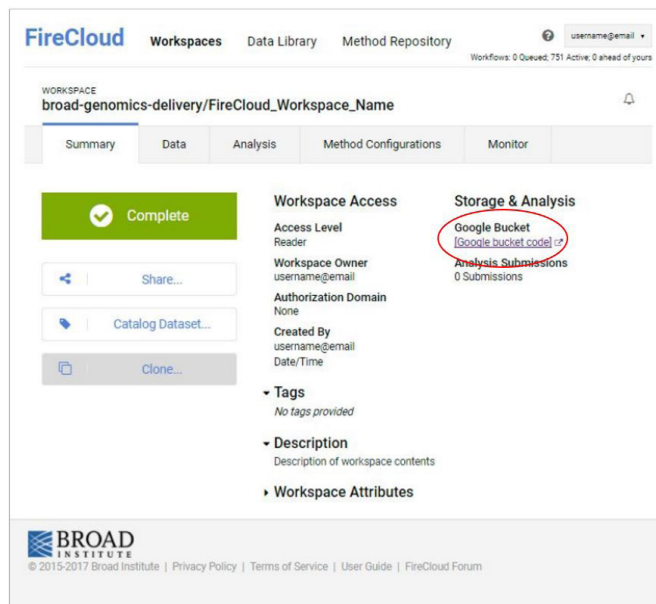 FireCloud Workspaces Data Library Method Repository username@email
Workflows: 0 Queued; 751 Active; 0 ahead of yours
WORKSPACE
broad-genomics-delivery/FireCloud_Workspace_Name
Summary Data Analysis Method Configurations Monitor
Complete
Share...
Catalog Dataset...
Clone...
Workspace Access
Access Level
Reader
Workspace Owner
username@email
Authorization Domain
None
Created By
username@email
Date/Time
Tags
No tags provided
Description
Description of workspace contents
Workspace Attributes
Storage & Analysis
Google Bucket
[Google bucket code]
Analysis Submissions
0 Submissions
BROAD
INSTITUTE
© 2015-2017 Broad Institute | Privacy Policy | Terms of Service | User Guide | FireCloud Forum